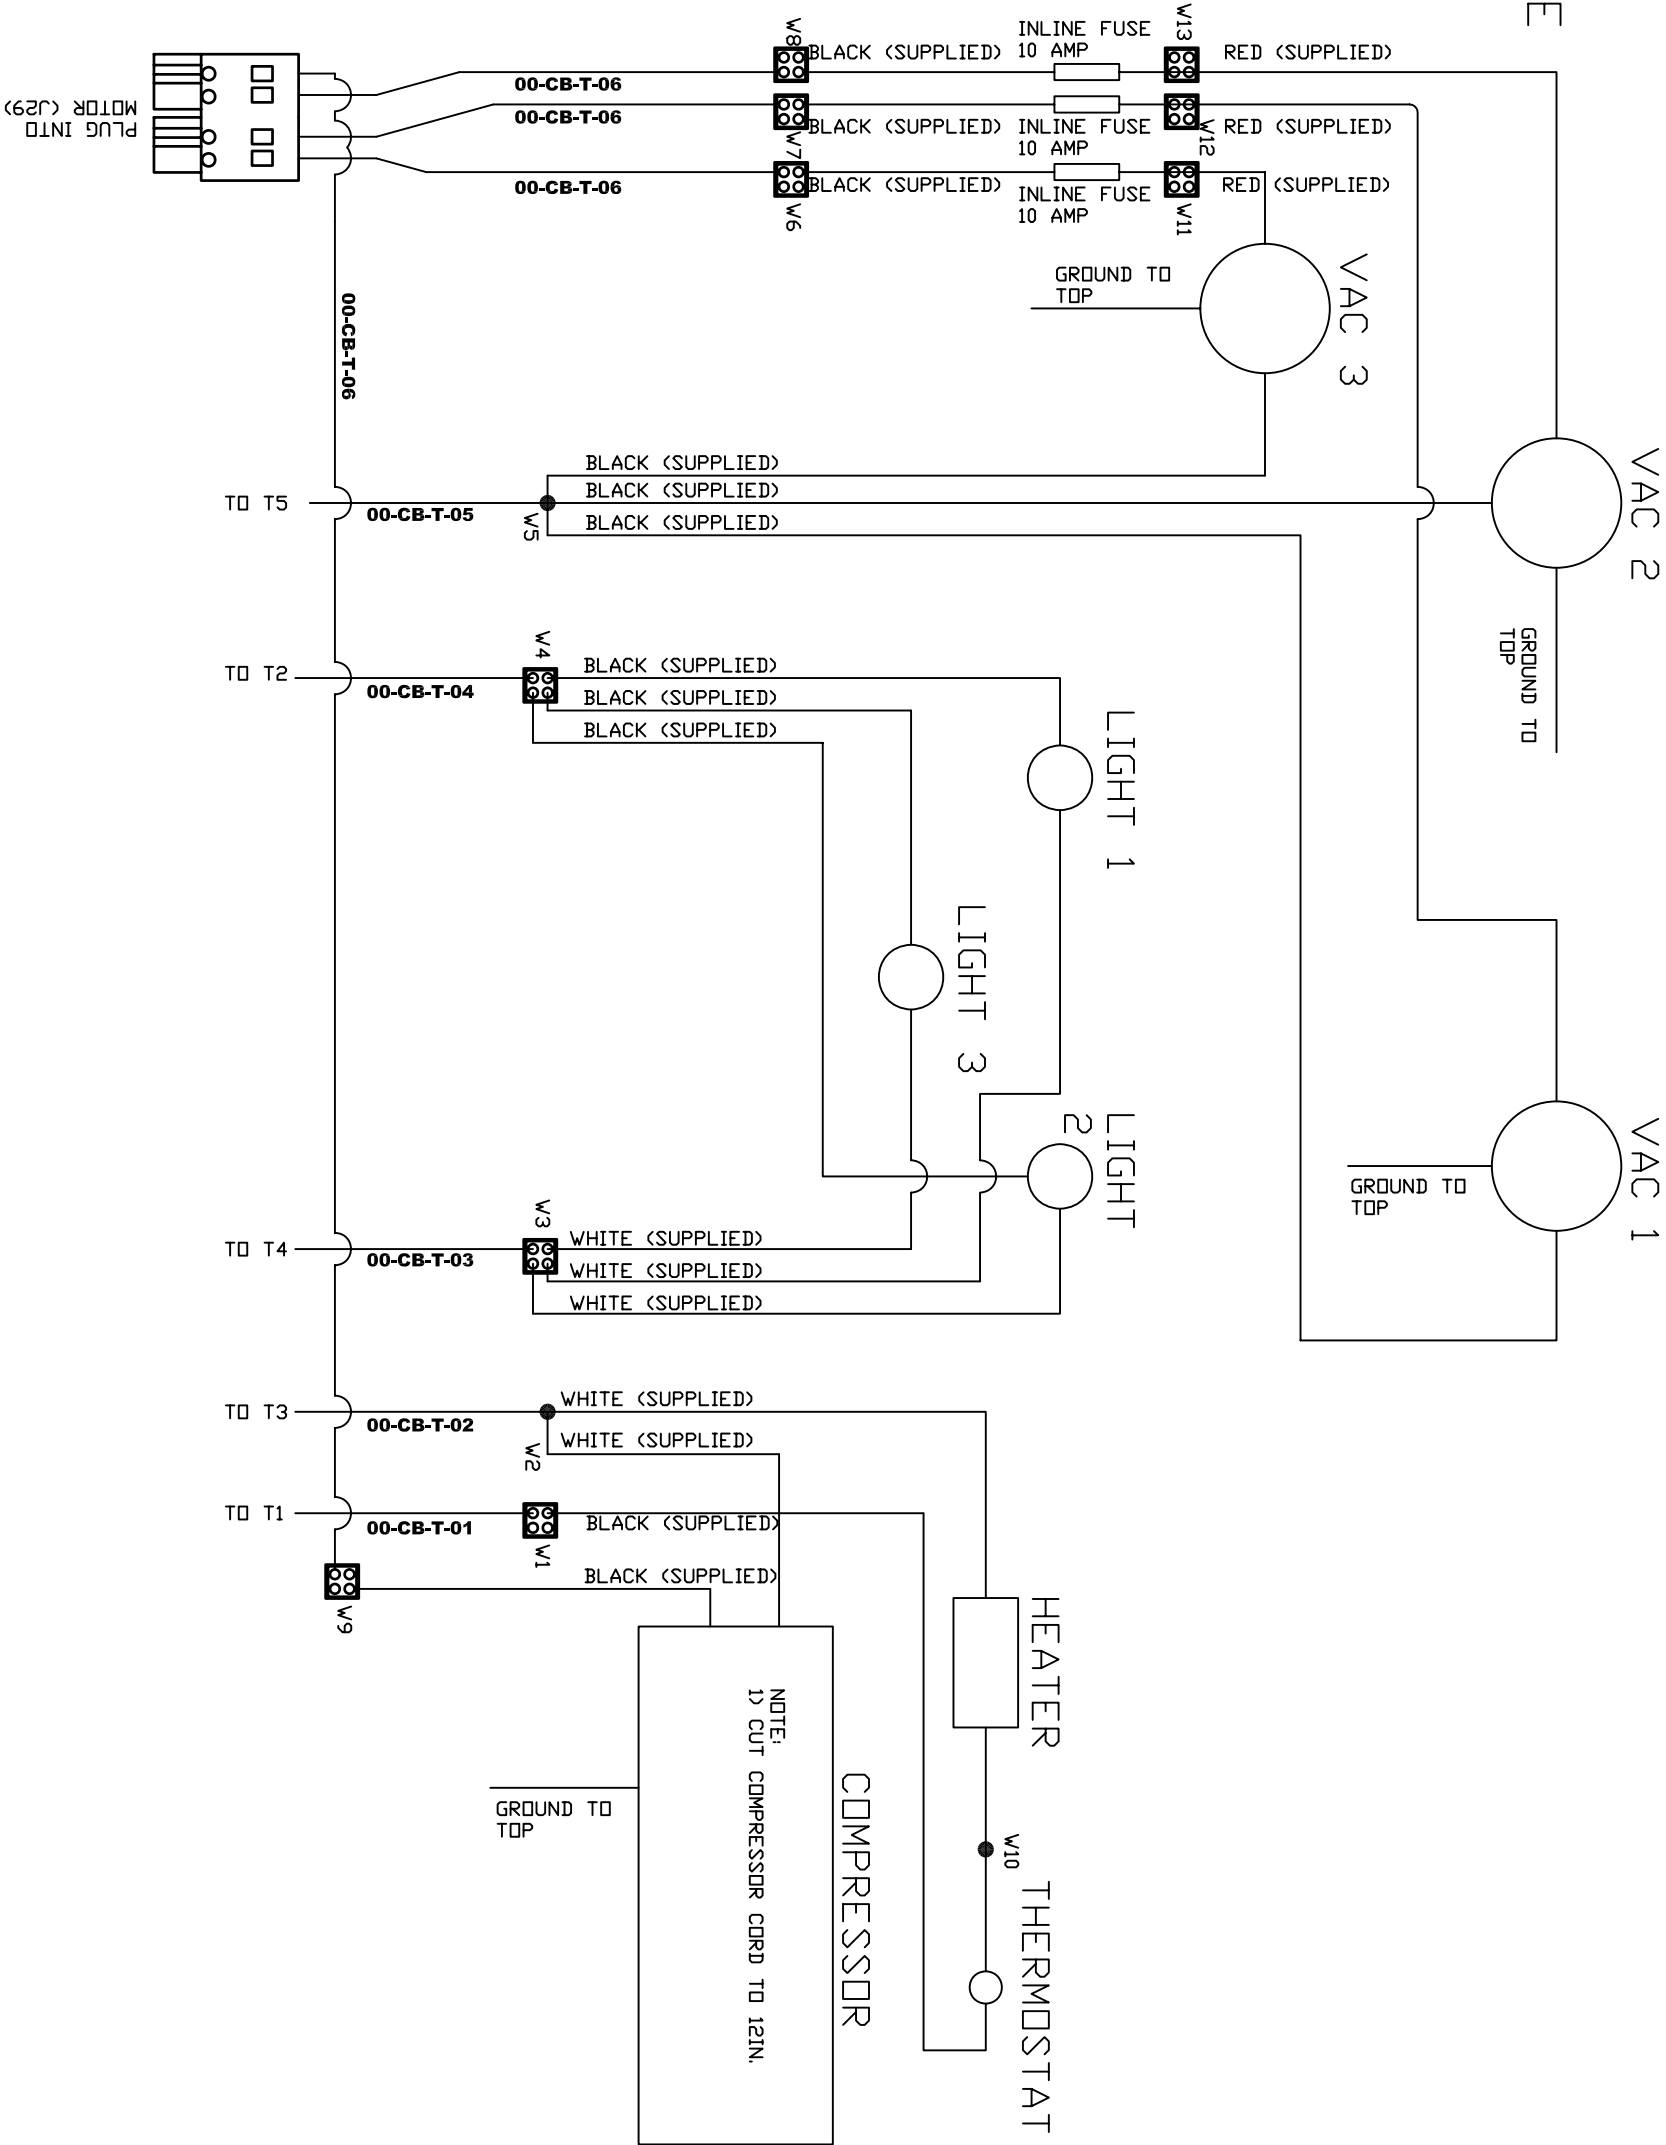 E
W13
W8
INLINE FUSE
10 AMP
BLACK (SUPPLIED)
RED (SUPPLIED)
00-CB-T-06
PLUG INTO
MOTOR (J29)
00-CB-T-06
BLACK (SUPPLIED)
INLINE FUSE
10 AMP
RED (SUPPLIED)
W7
W12
00-CB-T-06
BLACK (SUPPLIED)
INLINE FUSE
10 AMP
RED (SUPPLIED)
W6
W11
VAC 3
GROUND TO
TOP
00-CB-T-06
VAC 2
BLACK (SUPPLIED)
BLACK (SUPPLIED)
TO T5
00-CB-T-05
W5
BLACK (SUPPLIED)
GROUND TO
TOP
W4
TO T2
BLACK (SUPPLIED)
00-CB-T-04
BLACK (SUPPLIED)
BLACK (SUPPLIED)
LIGHT 1
LIGHT 3
LIGHT
2
VAC 1
GROUND TO
TOP
W3
TO T4
WHITE (SUPPLIED)
00-CB-T-03
WHITE (SUPPLIED)
WHITE (SUPPLIED)
WHITE (SUPPLIED)
TO T3
00-CB-T-02
WHITE (SUPPLIED)
W2
TO T1
00-CB-T-01
BLACK (SUPPLIED)
W1
BLACK (SUPPLIED)
W9
HEATER
NOTE:
1) CUT COMPRESSOR CORD TO 12IN.
COMPRESSOR
GROUND TO
TOP
W10
THERMOSTAT